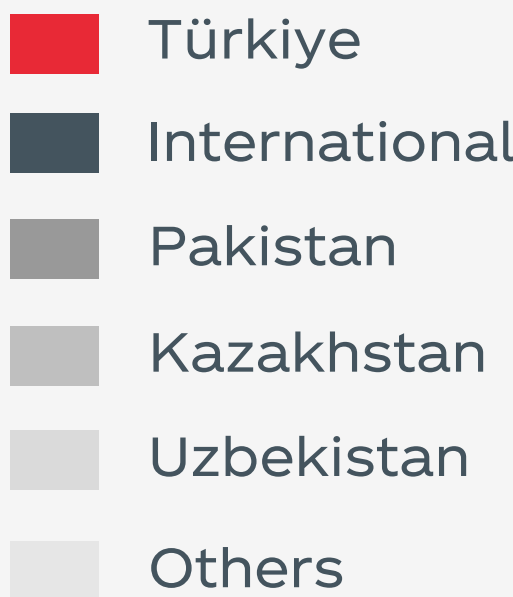 Türkiye
International
Pakistan
Kazakhstan
Uzbekistan
Others